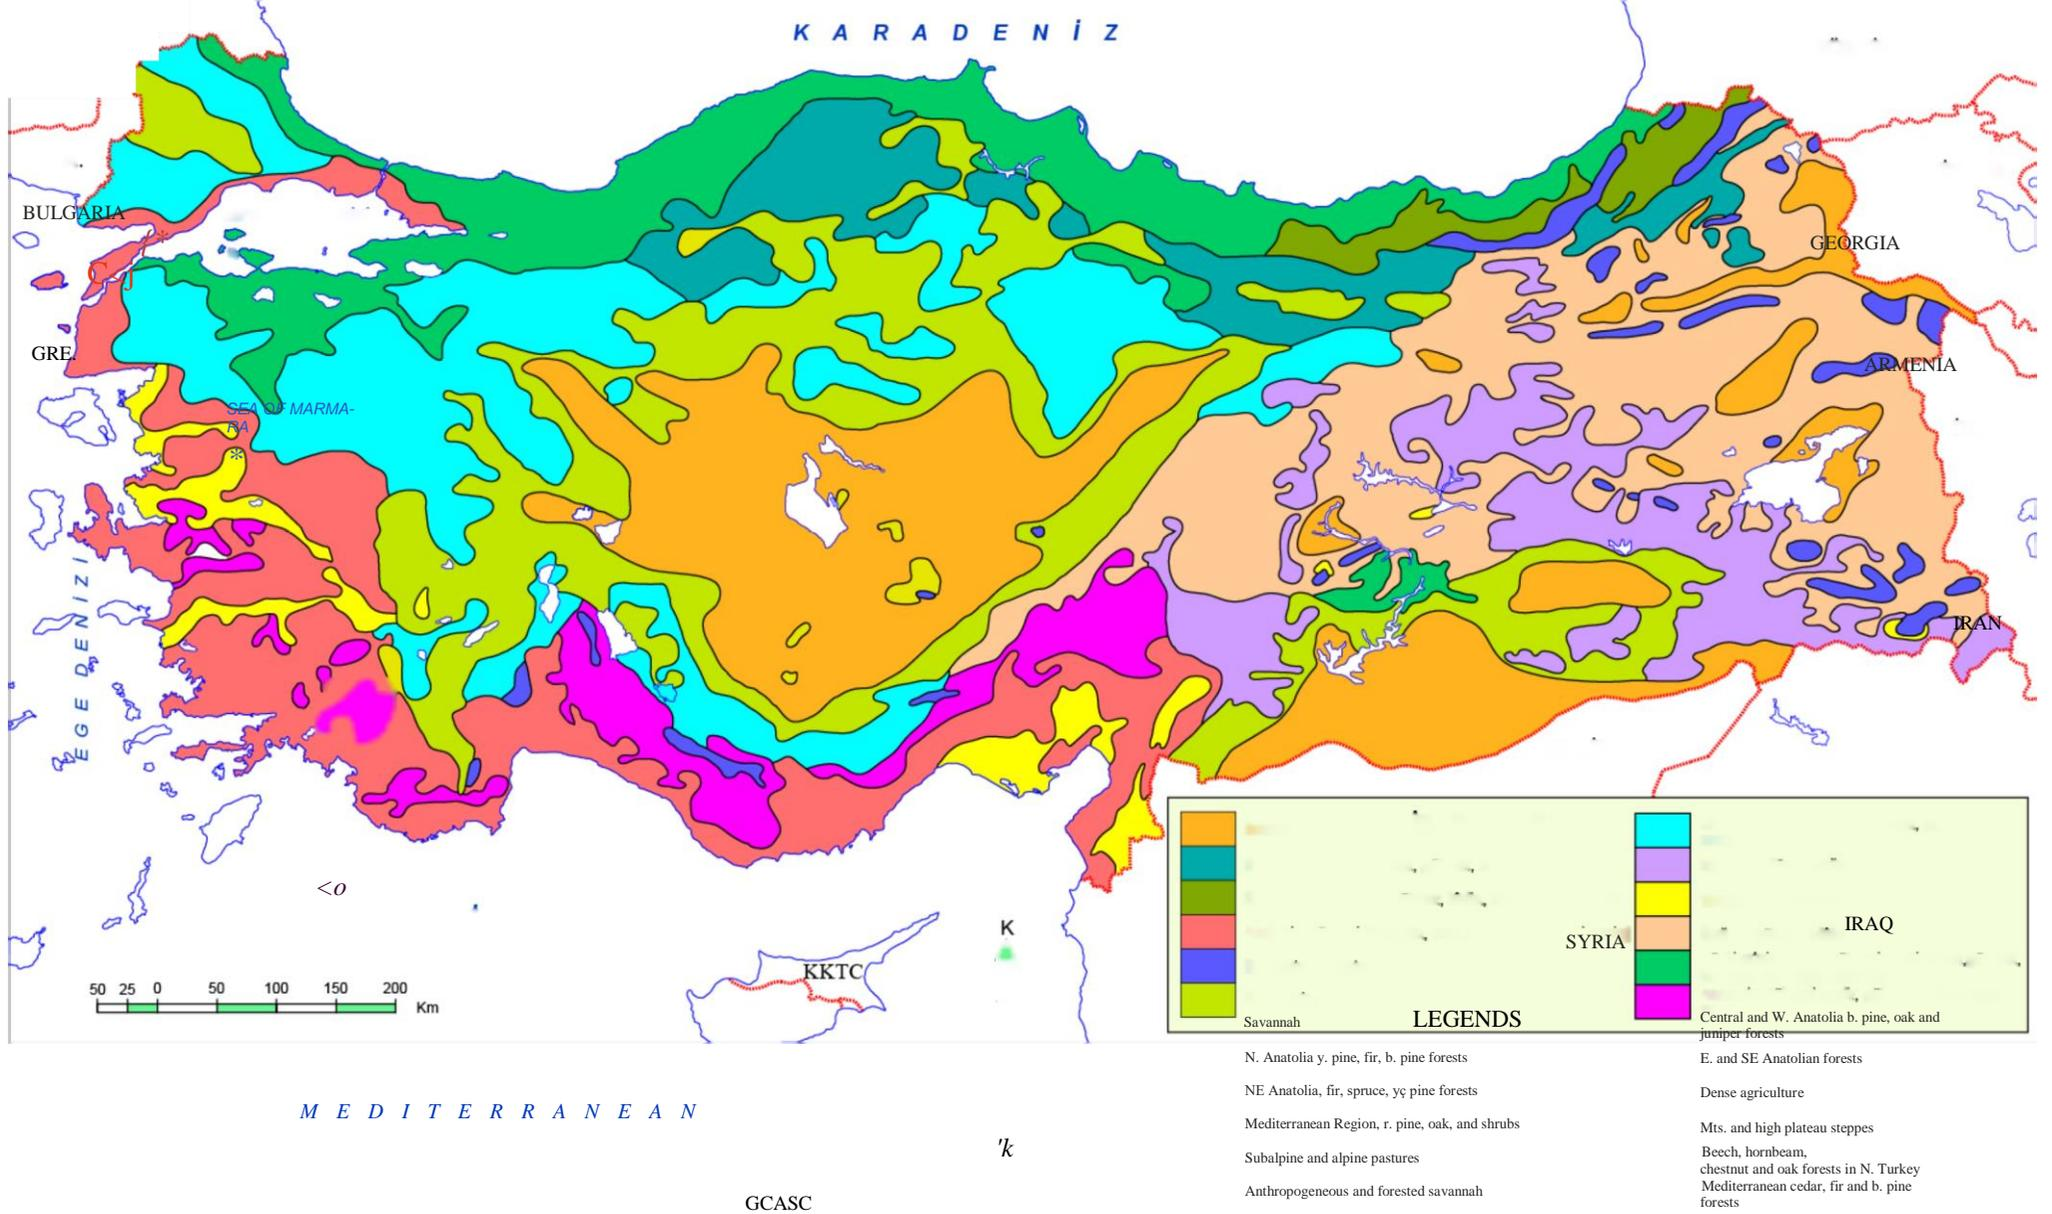 K A R A D E N İ Z
BULGARIA
GEORGIA
GRE.
ARMENIA
SEA OF MARMA-
RA
*
EGE DENIZI
IRAN
<o
K
IRAQ
SYRIA
KKTC
50 25 0 50 100 150 200 Km
LEGENDS
Savannah
N. Anatolia y. pine, fir, b. pine forests
NE Anatolia, fir, spruce, yç pine forests
Mediterranean Region, r. pine, oak, and shrubs
Subalpine and alpine pastures
Anthropogeneous and forested savannah
Central and W. Anatolia b. pine, oak and
juniper forests
E. and SE Anatolian forests
Dense agriculture
Mts. and high plateau steppes
Beech, hornbeam,
chestnut and oak forests in N. Turkey
Mediterranean cedar, fir and b. pine
forests
M E D I T E R R A N E A N
'k
GCASC